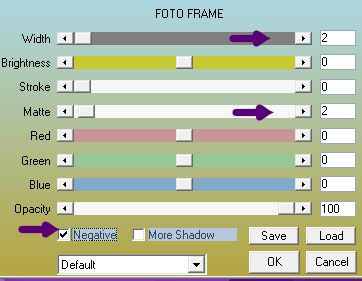 FOTO FRAME
Width 2
Brightness 0
Stroke 0
Matte 2
Red 0
Green 0
Blue 0
Opacity 100
Negative More Shadow Save Load
Default OK Cancel